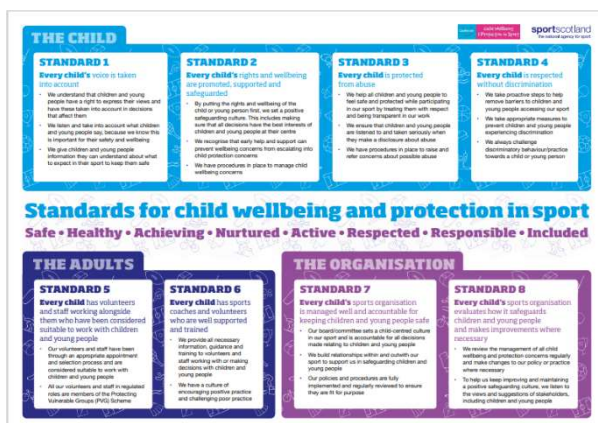 THE CHILD
sportscotland
the national agency for sport
STANDARD 1
Every child's voice is taken
into account
• We understand that children and young
people have a right to express their views and
have these taken into account in decisions
that affect them
• We listen and take into account what children
and young people say, because we know this
is important for their safety and wellbeing
• We give children and young people
information they can understand about what
to expect in their sport to keep them safe
STANDARD 2
Every child's rights and wellbeing
are promoted, supported and
safeguarded
• By putting the rights and wellbeing of the
child or young person first, we set a positive
safeguarding culture. This includes making
sure that all decisions have the best interests of
children and young people at their centre
• We recognise that early help and support can
prevent wellbeing concerns from escalating into
child protection concerns
• We have procedures in place to manage child
wellbeing concerns
STANDARD 3
Every child is protected
from abuse
• We help all children and young people to
feel safe and protected while participating
in our sport by treating them with respect
and being transparent in our work
• We ensure that children and young people
are listened to and taken seriously when
they make a disclosure about abuse
• We have procedures in place to raise and
refer concerns about possible abuse
STANDARD 4
Every child is respected
without discrimination
• We take proactive steps to help
remove barriers to children and
young people accessing our sport
• We take appropriate measures to
prevent children and young people
experiencing discrimination
• We always challenge
discriminatory behaviour/practice
towards a child or young person
Standards for child wellbeing and protection in sport
Safe • Healthy • Achieving • Nurtured • Active • Respected • Responsible • Included
THE ADULTS
STANDARD 5
Every child has volunteers
and staff working alongside
them who have been considered
suitable to work with children
and young people
• Our volunteers and staff have been
through an appropriate appointment
and selection process and are
considered suitable to work with
children and young people
• All our volunteers and staff in regulated
roles are members of the Protecting
Vulnerable Groups (PVG) Scheme
STANDARD 6
Every child has sports
coaches and volunteers
who are well supported
and trained
• We provide all necessary
information, guidance and
training to volunteers and
staff working with or making
decisions with children and
young people
• We have a culture of
encouraging positive practice
and challenging poor practice
THE ORGANISATION
STANDARD 7
Every child's sports organisation
is managed well and accountable for
keeping children and young people safe
• Our board/committee sets a child-centred culture
in our sport and is accountable for all decisions
made relating to children and young people
• We build relationships within and outwith our
sport to support us in safeguarding children and
young people
• Our policies and procedures are fully
implemented and regularly reviewed to ensure
they are fit for purpose
STANDARD 8
Every child's sports organisation
evaluates how it safeguards
children and young people
and makes improvements where
necessary
• We review the management of all child
wellbeing and protection concerns regularly
and make changes to our policy or practice
where necessary
• To help us keep improving and maintaining
a positive safeguarding culture, we listen to
the views and suggestions of stakeholders,
including children and young people